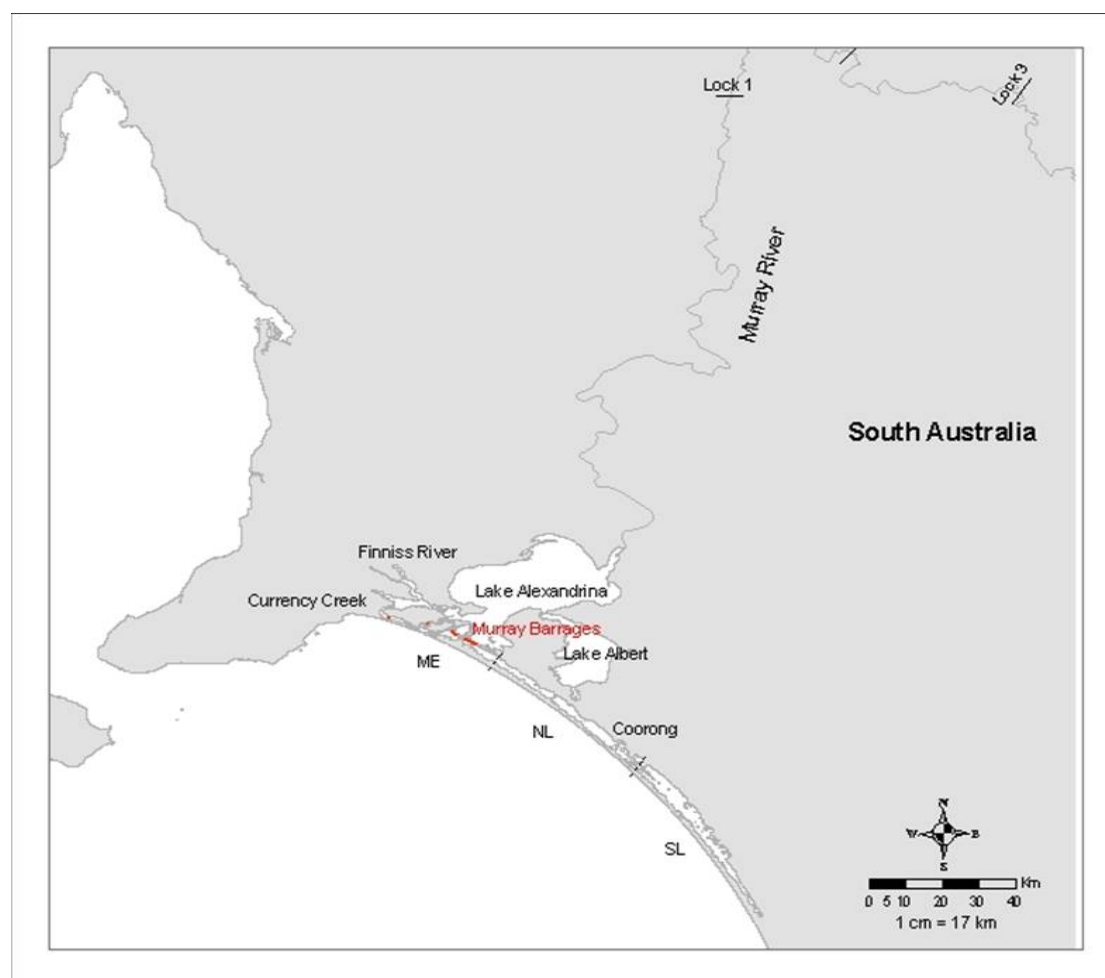 Lock 1
Lock 3
Murray River
South Australia
Finniss River
Lake Alexandrina
Currency Creek
Murray Barrages
Lake Albert
ME
Coorong
NL
SL
N
W E
S
Km
0 5 10 20 30 40
1 cm = 17 km